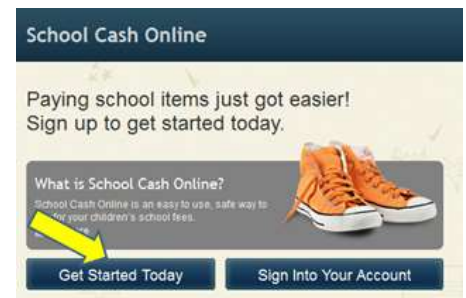 School Cash Online
Paying school items just got easier!
Sign up to get started today.
What is School Cash Online?
School Cash Online is an easy to use, safe way to
for your children's school fees.
Get Started Today
Sign Into Your Account